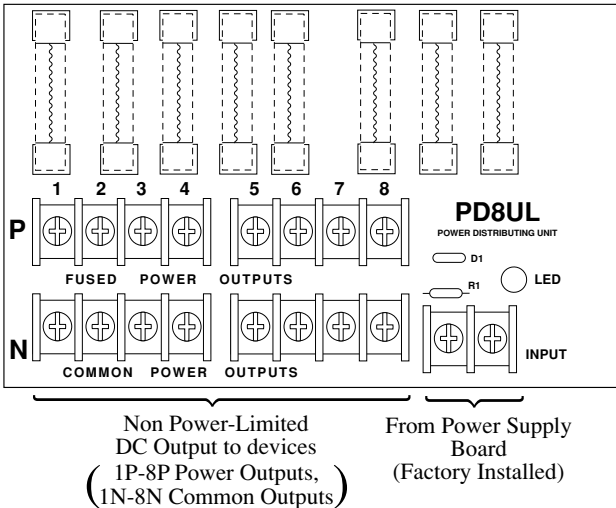 1 2 3 4 5 6 7 8
P
PD8UL
POWER DISTRIBUTING UNIT
D1
FUSED POWER OUTPUTS
LED
R1
N
INPUT
COMMON POWER OUTPUTS
Non Power-Limited
DC Output to devices
(1P-8P Power Outputs,
1N-8N Common Outputs)
From Power Supply
Board
(Factory Installed)